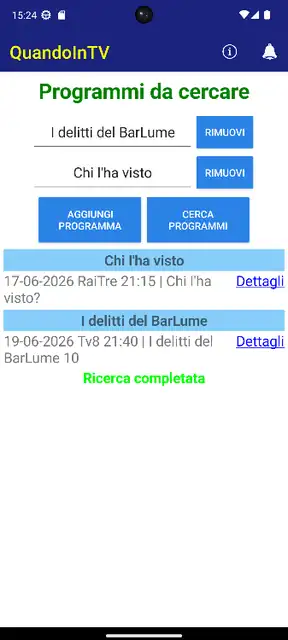 15:24
QuandoInTV
Programmi da cercare
I delitti del BarLume
RIMUOVI
Chi l'ha visto
RIMUOVI
AGGIUNGI
PROGRAMMA
CERCA
PROGRAMMI
Chi l'ha visto
17-06-2026 RaiTre 21:15 | Chi l'ha
visto?
Dettagli
I delitti del BarLume
19-06-2026 Tv8 21:40 | I delitti del
BarLume 10
Dettagli
Ricerca completata